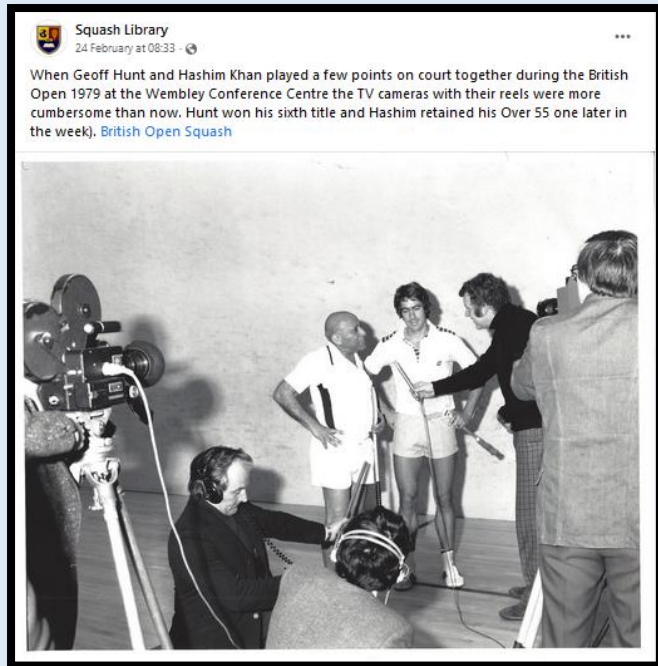 Squash Library
24 February at 08:33 ·
When Geoff Hunt and Hashim Khan played a few points on court together during the British
Open 1979 at the Wembley Conference Centre the TV cameras with their reels were more
cumbersome than now. Hunt won his sixth title and Hashim retained his Over 55 one later in
the week). British Open Squash